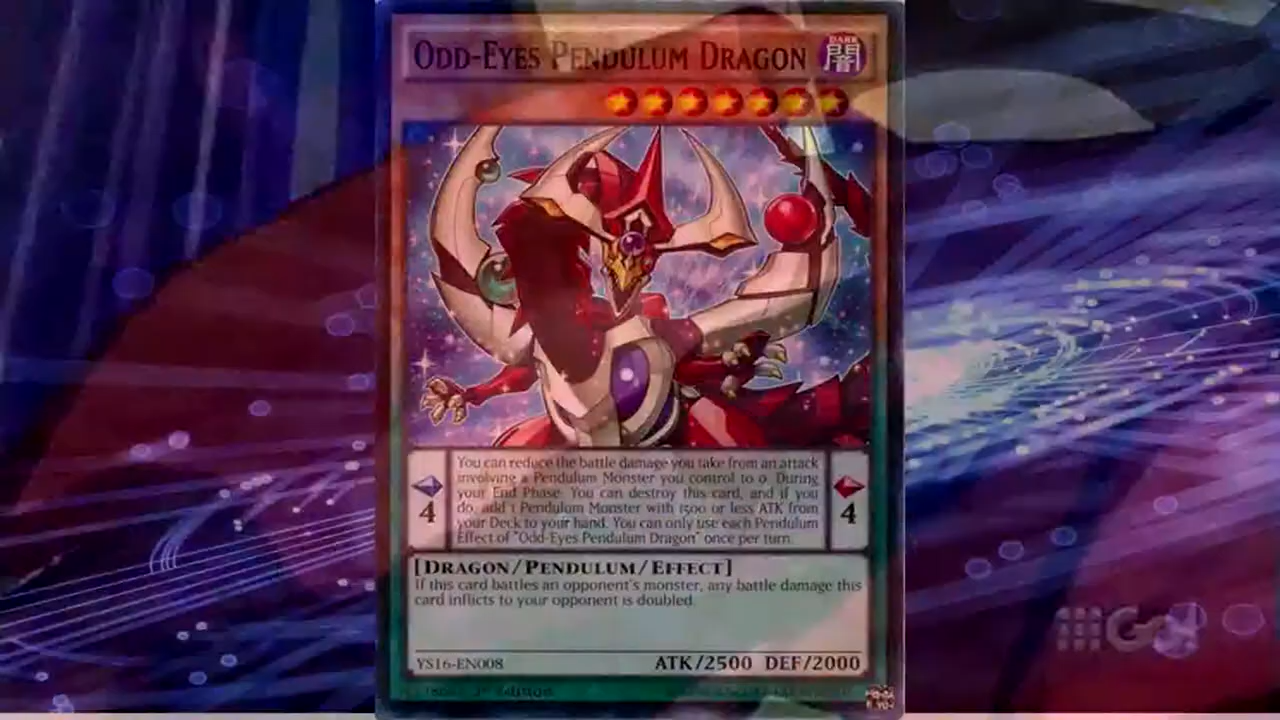 ODD-EYES PENDULUM DRAGON
DARK
闇
You can reduce the battle damage you take from an attack
involving a Pendulum Monster you control to 0. During
your End Phase: You can destroy this card, and if you
do, add 1 Pendulum Monster with 1500 or less ATK from
your Deck to your hand. You can only use each Pendulum
Effect of "Odd-Eyes Pendulum Dragon" once per turn.
4
4
[DRAGON/PENDULUM/EFFECT]
If this card battles an opponent's monster, any battle damage this
card inflicts to your opponent is doubled.
YS16-EN008
ATK/2500 DEF/2000
Edition
Go!